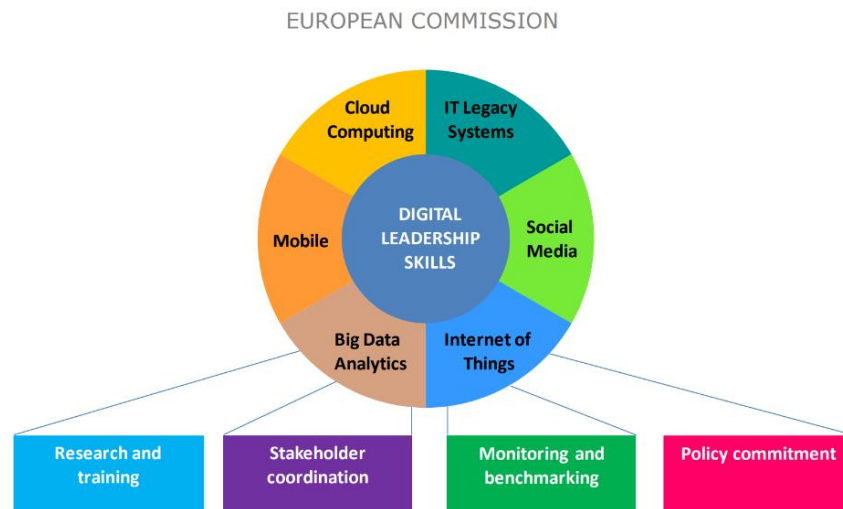 EUROPEAN COMMISSION
Cloud
Computing
IT Legacy
Systems
Mobile
DIGITAL
LEADERSHIP
SKILLS
Social
Media
Big Data
Analytics
Internet of
Things
Research and
training
Stakeholder
coordination
Monitoring and
benchmarking
Policy commitment